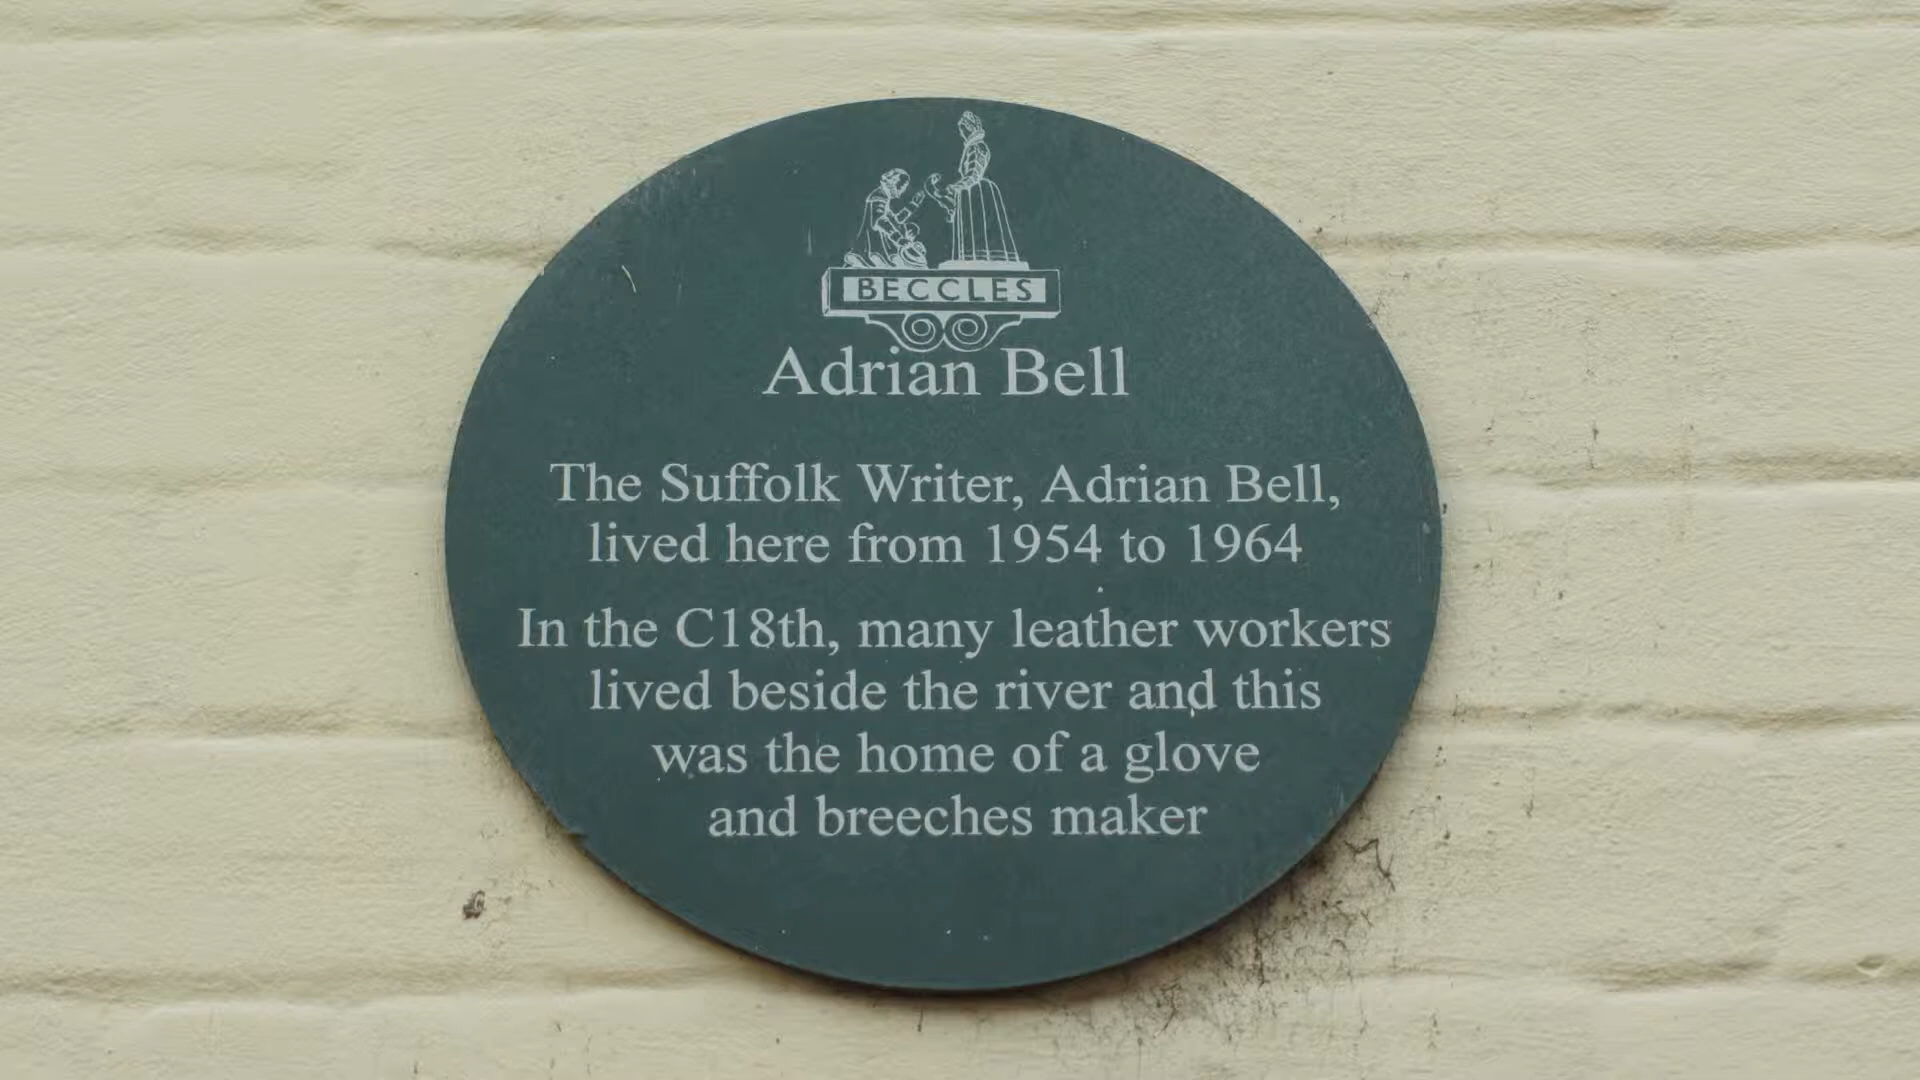 BECCLES
Adrian Bell
The Suffolk Writer, Adrian Bell,
lived here from 1954 to 1964
In the C18th, many leather workers
lived beside the river and this
was the home of a glove
and breeches maker